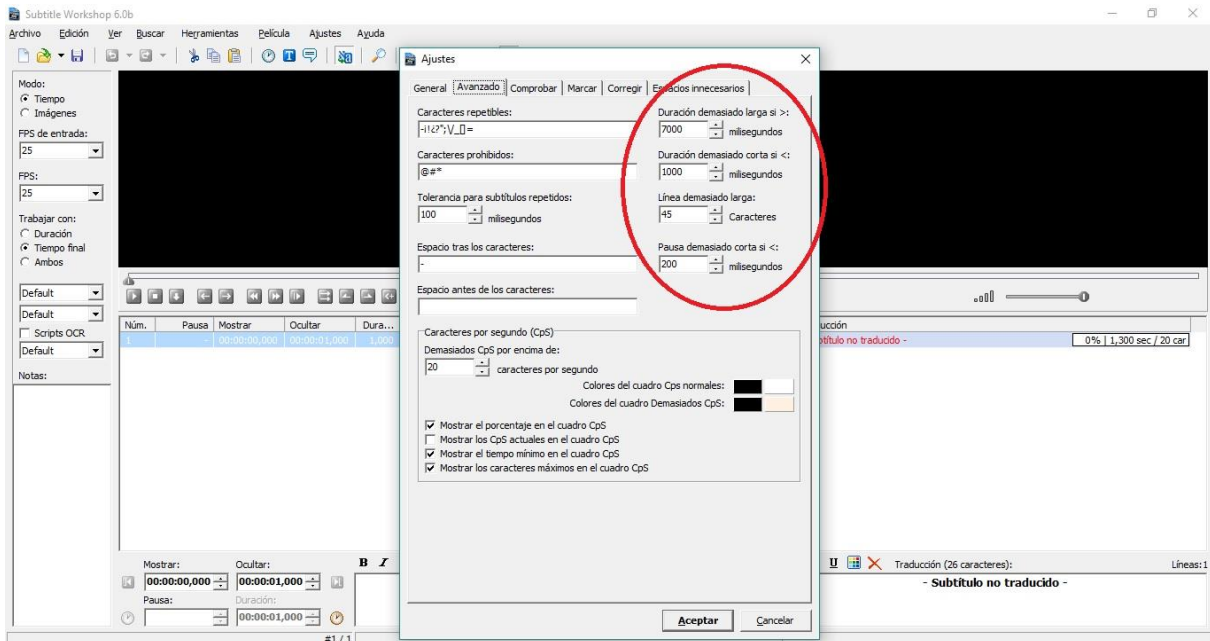 Subtitle Workshop 6.0b
Archivo Edición Ver Buscar Herramientas Película Ajustes Ayuda
Modo:
Tiempo
Imágenes
FPS de entrada:
25
FPS:
25
Trabajar con:
Duración
Tiempo final
Ambos
Default
Default
Scripts OCR
Default
Notas:
Núm. Pausa Mostrar Ocultar Dura...
1 - 00:00:00,000 00:00:01,000 1,000
Mostrar: Ocultar:
00:00:00,000 00:00:01,000
Pausa: Duración:
00:00:01,000
#1 / 1
B I
Ajustes
General Avanzado Comprobar Marcar Corregir Espacios innecesarios
Caracteres repetibles:
Caracteres prohibidos:
@#*
Tolerancia para subtítulos repetidos:
100 milisegundos
Espacio tras los caracteres:
-
Espacio antes de los caracteres:
Duración demasiado larga si >:
7000 milisegundos
Duración demasiado corta si <:
1000 milisegundos
Línea demasiado larga:
45 Caracteres
Pausa demasiado corta si <:
200 milisegundos
Caracteres por segundo (CpS)
Demasiados CpS por encima de:
20 caracteres por segundo
Colores del cuadro Cps normales:
Colores del cuadro Demasiados CpS:
Mostrar el porcentaje en el cuadro CpS
Mostrar los CpS actuales en el cuadro CpS
Mostrar el tiempo mínimo en el cuadro CpS
Mostrar los caracteres máximos en el cuadro CpS
Aceptar Cancelar
ucción
btítulo no traducido - 0% | 1,300 sec / 20 car
U Traducción (26 caracteres): Líneas:1
- Subtítulo no traducido -